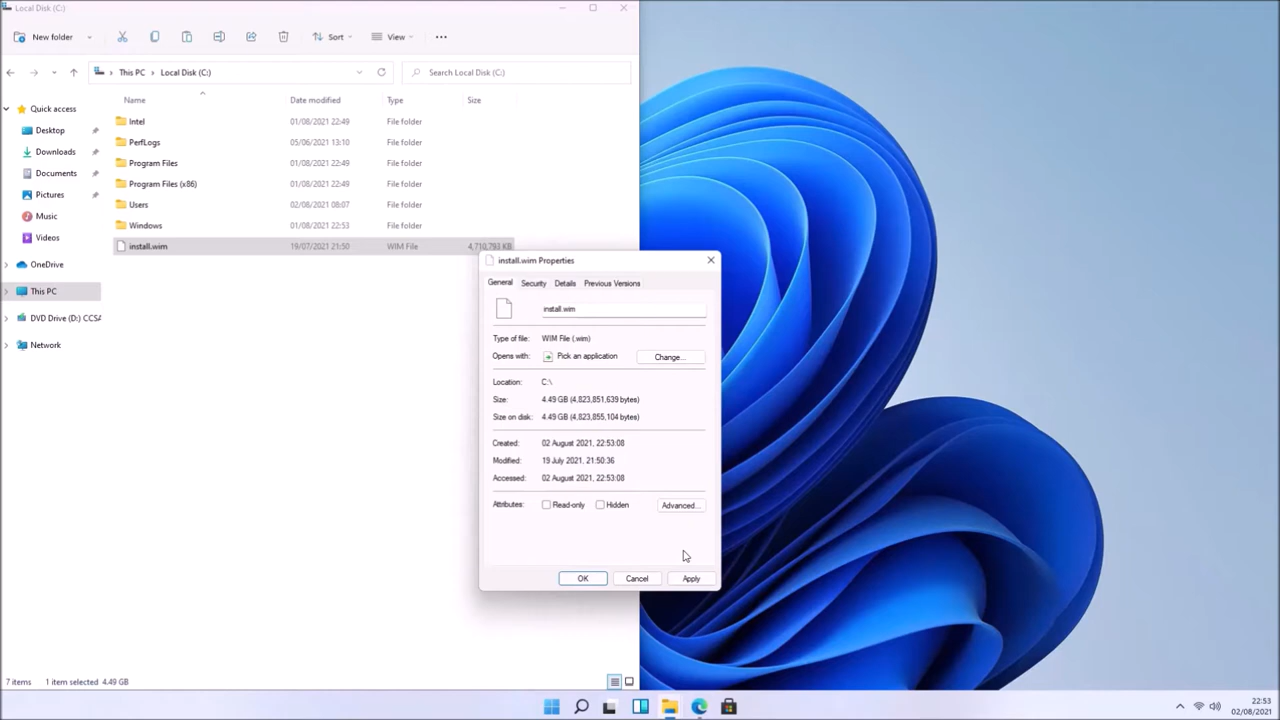 Local Disk (C:)
New folder
Sort
View
This PC > Local Disk (C:)
Search Local Disk (C:)
Name Date modified Type Size
Quick access
Desktop
Downloads
Documents
Pictures
Music
Videos
OneDrive
This PC
DVD Drive (D:) CCSA
Network
Intel 01/08/2021 22:49 File folder
PerfLogs 05/06/2021 13:10 File folder
Program Files 01/08/2021 22:49 File folder
Program Files (x86) 01/08/2021 22:49 File folder
Users 02/08/2021 08:07 File folder
Windows 01/08/2021 22:53 File folder
install.wim 19/07/2021 21:50 WIM File 4,710,793 KB
install.wim Properties
General Security Details Previous Versions
install.wim
Type of file: WIM File (.wim)
Opens with: Pick an application Change...
Location: C:\
Size: 4.49 GB (4,823,851,639 bytes)
Size on disk: 4.49 GB (4,823,855,104 bytes)
Created: 02 August 2021, 22:53:08
Modified: 19 July 2021, 21:50:36
Accessed: 02 August 2021, 22:53:08
Attributes: Read-only Hidden Advanced...
OK Cancel Apply
7 items 1 item selected 4.49 GB
22:53
02/08/2021